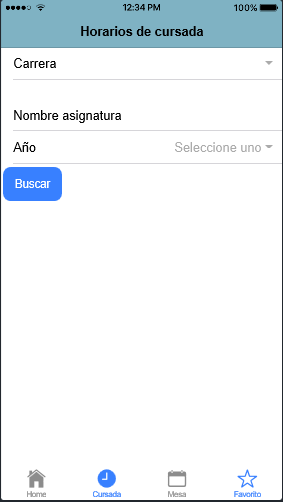 12:34 PM 100%
Horarios de cursada
Carrera
Nombre asignatura
Año Seleccione uno
Buscar
Home Cursada Mesa Favorito